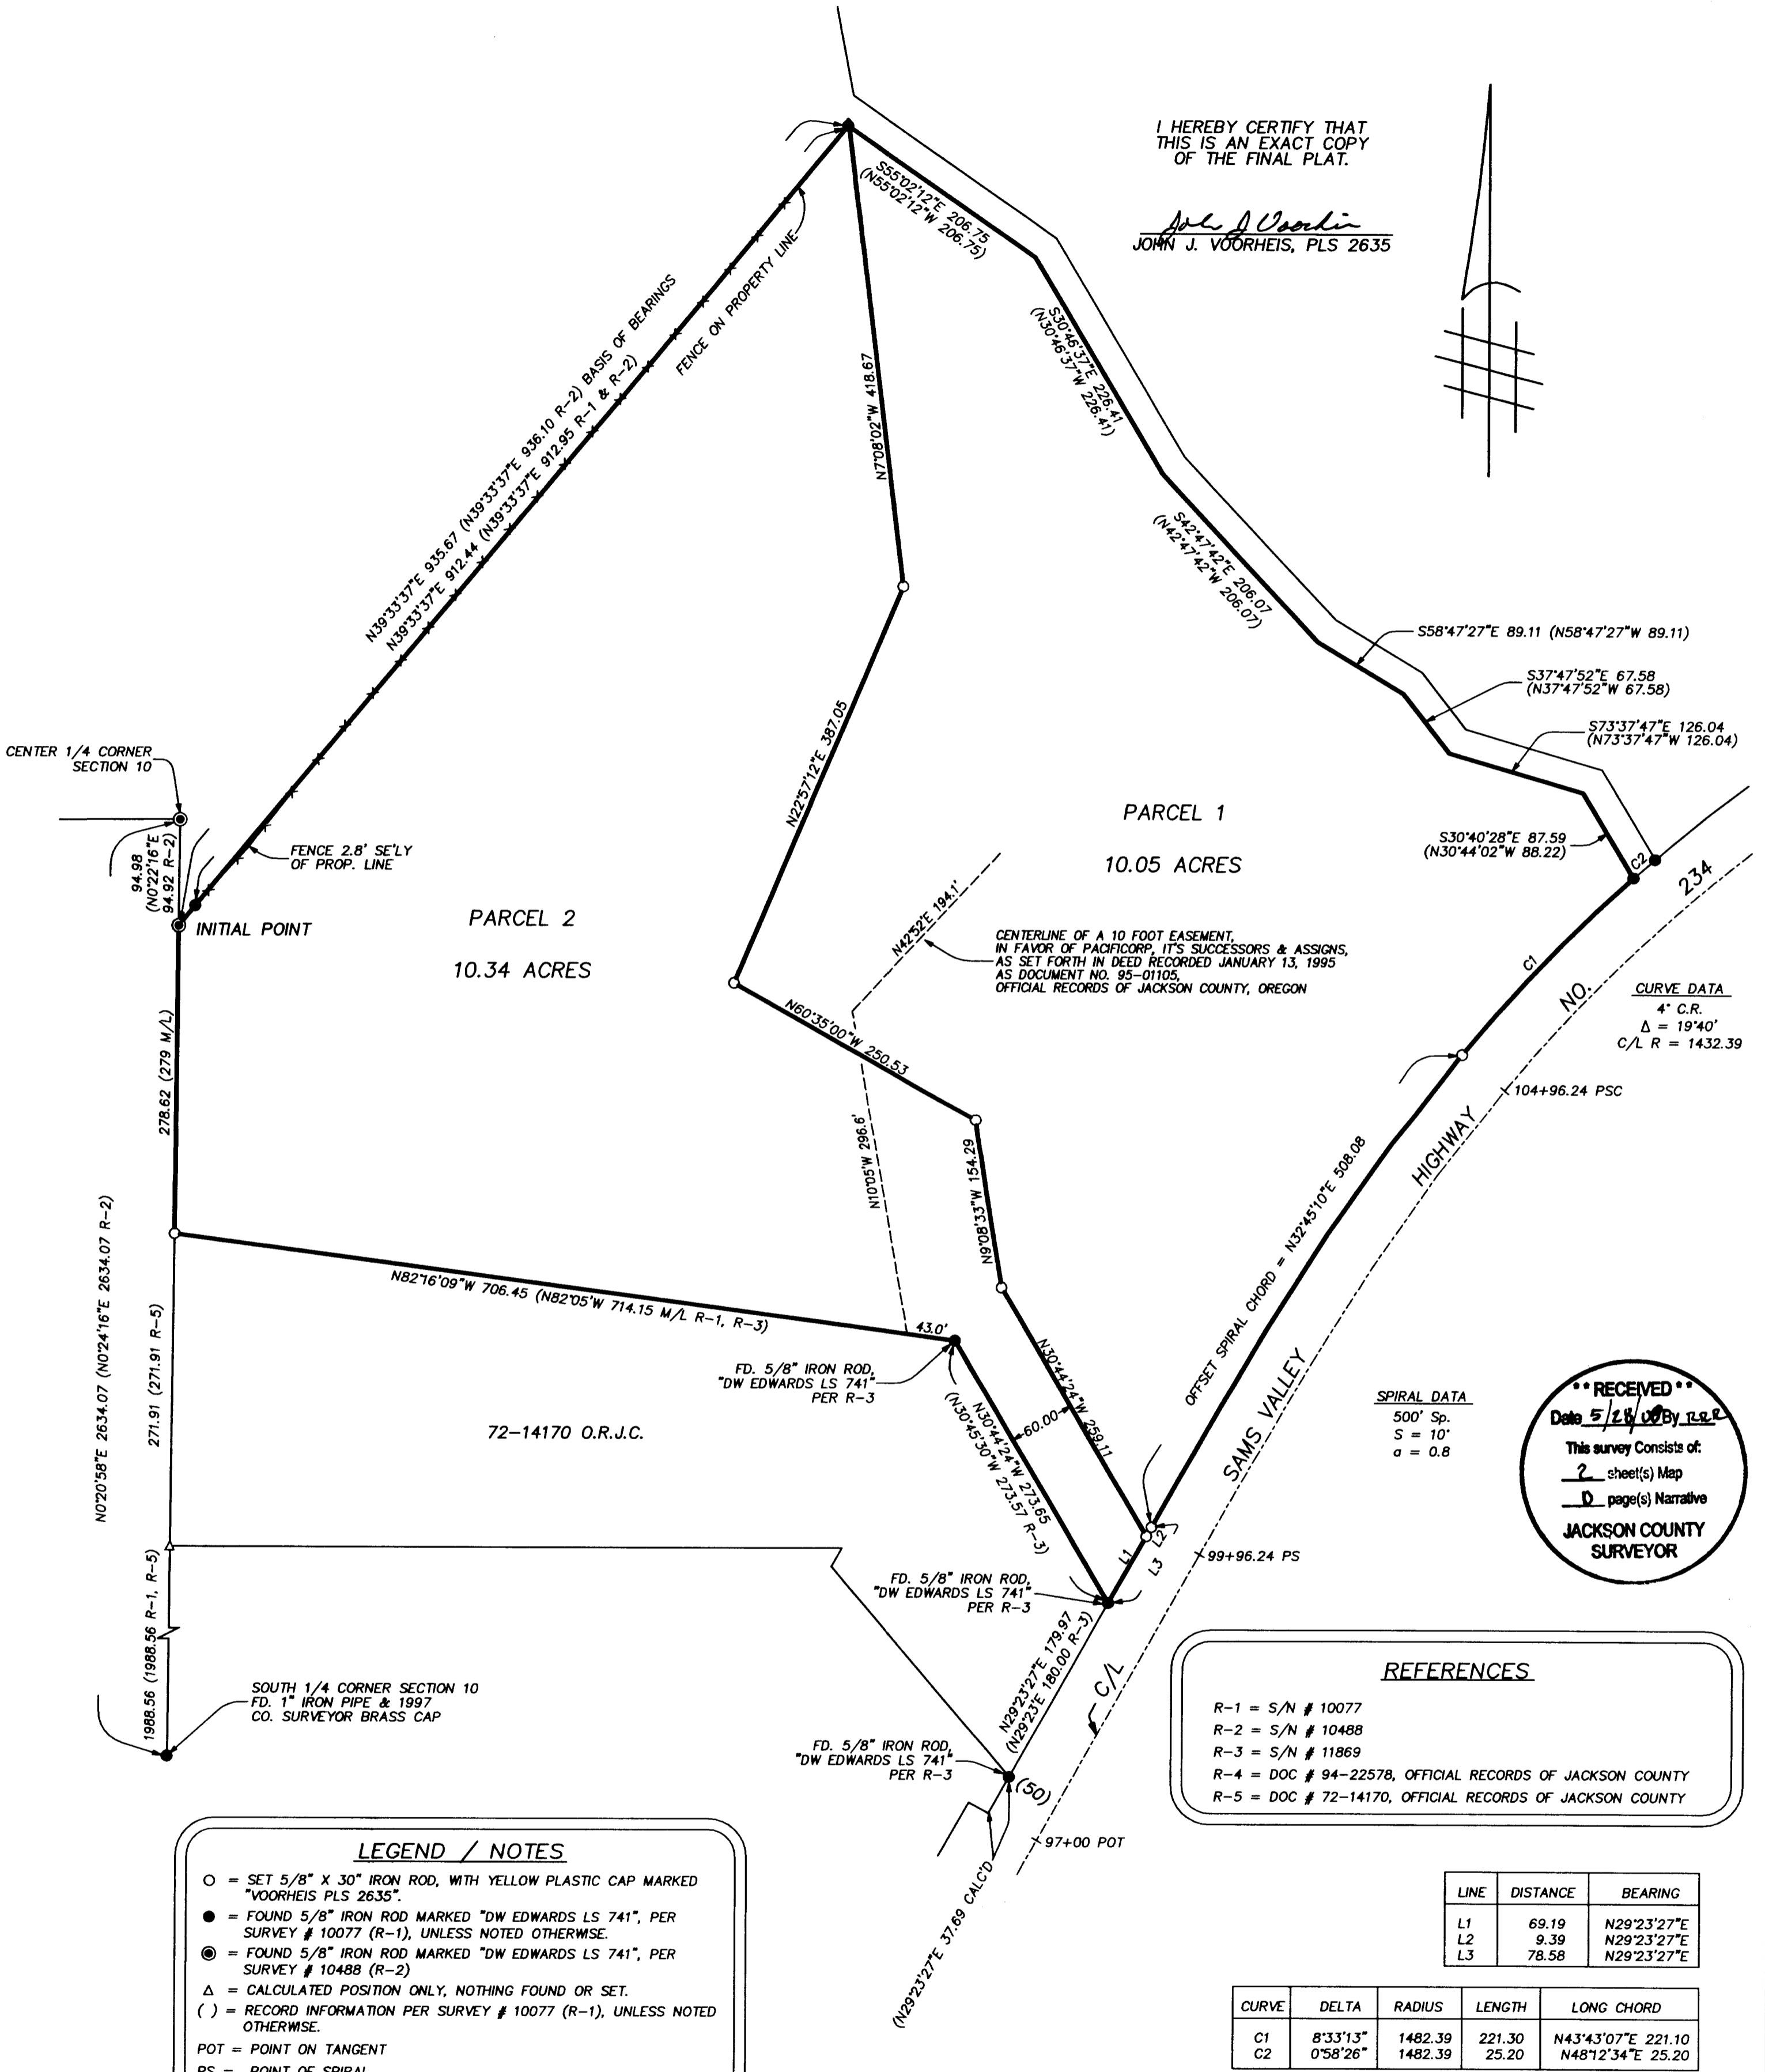 I HEREBY CERTIFY THAT
THIS IS AN EXACT COPY
OF THE FINAL PLAT.
JOHN J. VOORHEIS, PLS 2635
S55°02'12"E 206.75
(N55°02'12"W 206.75)
FENCE ON PROPERTY LINE
N39°33'37"E 935.67 (N39°33'37"E 936.10 R-2) BASIS OF BEARINGS
N39°33'37"E 912.44 (N39°33'37"E 912.95 R-1 & R-2)
N7°08'02"W 418.67
S30°46'37"E 226.41
(N30°46'37"W 226.41)
S42°47'42"E 206.07
(N42°47'42"W 206.07)
S58°47'27"E 89.11 (N58°47'27"W 89.11)
S37°47'52"E 67.58
(N37°47'52"W 67.58)
S73°37'47"E 126.04
(N73°37'47"W 126.04)
S30°40'28"E 87.59
(N30°44'02"W 88.22)
C2
CENTER 1/4 CORNER
SECTION 10
94.98
(N0°22'16"E
94.92 R-2)
FENCE 2.8' SE'LY
OF PROP. LINE
INITIAL POINT
N22°57'12"E 387.05
PARCEL 1
10.05 ACRES
PARCEL 2
10.34 ACRES
N42°52'E 194.1'
CENTERLINE OF A 10 FOOT EASEMENT,
IN FAVOR OF PACIFICORP, IT'S SUCCESSORS & ASSIGNS,
AS SET FORTH IN DEED RECORDED JANUARY 13, 1995
AS DOCUMENT NO. 95-01105,
OFFICIAL RECORDS OF JACKSON COUNTY, OREGON
C1
SAMS VALLEY HIGHWAY NO. 234
CURVE DATA
4° C.R.
Δ = 19°40'
C/L R = 1432.39
104+96.24 PSC
278.62 (279 M/L)
N60°35'00"W 250.53
N10°05'W 296.6'
N9°08'33"W 154.29
OFFSET SPIRAL CHORD = N32°45'10"E 508.08
N0°20'58"E 2634.07 (N0°24'16"E 2634.07 R-2)
271.91 (271.91 R-5)
N82°16'09"W 706.45 (N82°05'W 714.15 M/L R-1, R-3)
43.0'
FD. 5/8" IRON ROD,
"DW EDWARDS LS 741"
PER R-3
72-14170 O.R.J.C.
N30°44'24"W 273.65
(N30°45'30"W 273.57 R-3)
60.00
N30°44'24"W 259.11
L1
L2
L3
99+96.24 PS
SPIRAL DATA
500' Sp.
S = 10°
a = 0.8
**RECEIVED**
Date 5/28/08 By RRR
This survey Consists of:
2 sheet(s) Map
0 page(s) Narrative
JACKSON COUNTY
SURVEYOR
FD. 5/8" IRON ROD,
"DW EDWARDS LS 741"
PER R-3
1988.56 (1988.56 R-1, R-5)
SOUTH 1/4 CORNER SECTION 10
FD. 1" IRON PIPE & 1997
CO. SURVEYOR BRASS CAP
N29°23'27"E 179.97
(N29°23'E 180.00 R-3)
C/L
FD. 5/8" IRON ROD,
"DW EDWARDS LS 741"
PER R-3
(50)
97+00 POT
(N29°23'27"E 37.69 CALC'D
REFERENCES
R-1 = S/N # 10077
R-2 = S/N # 10488
R-3 = S/N # 11869
R-4 = DOC # 94-22578, OFFICIAL RECORDS OF JACKSON COUNTY
R-5 = DOC # 72-14170, OFFICIAL RECORDS OF JACKSON COUNTY
LEGEND / NOTES
○ = SET 5/8" X 30" IRON ROD, WITH YELLOW PLASTIC CAP MARKED
"VOORHEIS PLS 2635".
● = FOUND 5/8" IRON ROD MARKED "DW EDWARDS LS 741", PER
SURVEY # 10077 (R-1), UNLESS NOTED OTHERWISE.
◉ = FOUND 5/8" IRON ROD MARKED "DW EDWARDS LS 741", PER
SURVEY # 10488 (R-2)
Δ = CALCULATED POSITION ONLY, NOTHING FOUND OR SET.
( ) = RECORD INFORMATION PER SURVEY # 10077 (R-1), UNLESS NOTED
OTHERWISE.
POT = POINT ON TANGENT
PS = POINT OF SPIRAL
LINE DISTANCE BEARING
L1 69.19 N29°23'27"E
L2 9.39 N29°23'27"E
L3 78.58 N29°23'27"E
CURVE DELTA RADIUS LENGTH LONG CHORD
C1 8°33'13" 1482.39 221.30 N43°43'07"E 221.10
C2 0°58'26" 1482.39 25.20 N48°12'34"E 25.20